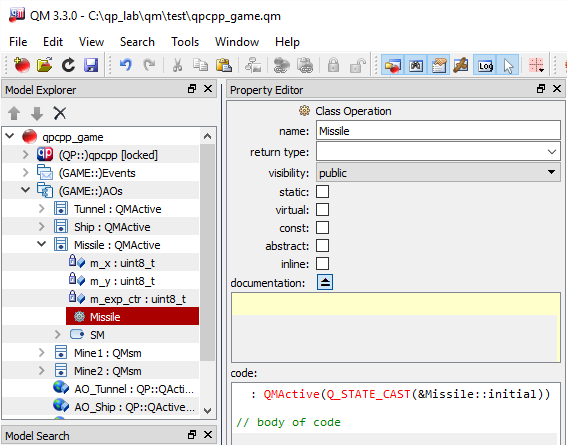 QM 3.3.0 - C:\qp_lab\qm\test\qpcpp_game.qm
File Edit View Search Tools Window Help
Log
Model Explorer
qpcpp_game
qp (QP::)qpcpp [locked]
(GAME::)Events
(GAME::)AOs
Tunnel : QMActive
Ship : QMActive
Missile : QMActive
m_x : uint8_t
m_y : uint8_t
m_exp_ctr : uint8_t
Missile
SM
Mine1 : QMsm
Mine2 : QMsm
AO_Tunnel : QP::QActi...
AO_Ship : QP::QActive...
Model Search
Property Editor
Class Operation
name: Missile
return type:
visibility: public
static:
virtual:
const:
abstract:
inline:
documentation:
code:
: QMActive(Q_STATE_CAST(&Missile::initial))
// body of code